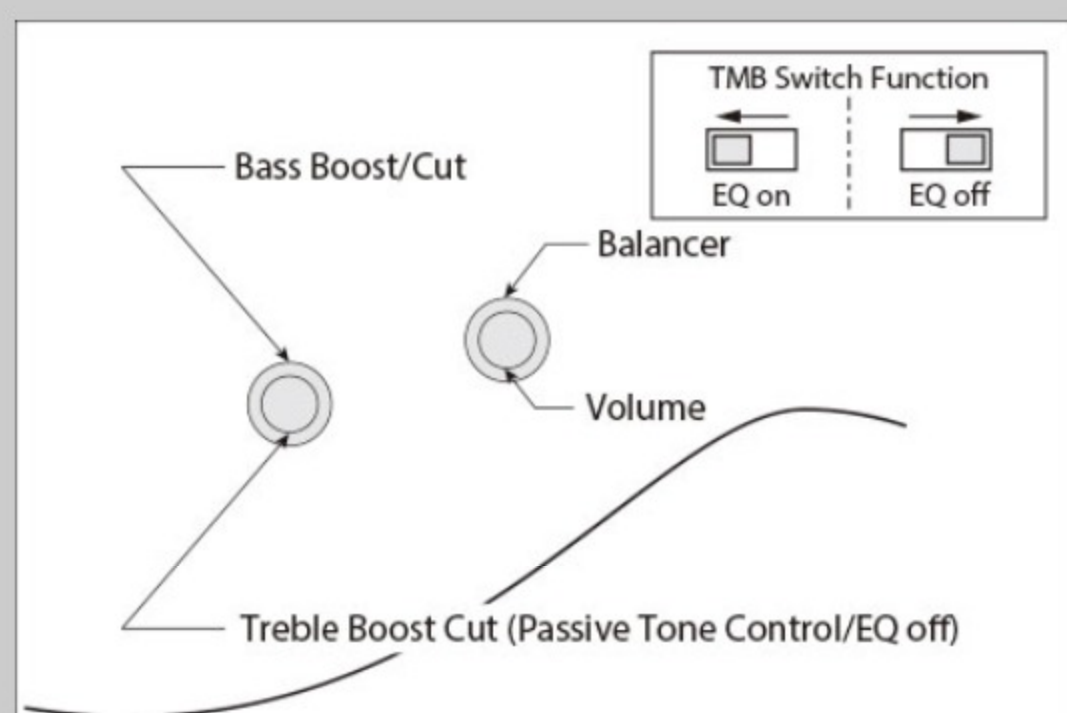 TMB Switch Function
EQ on
EQ off
Bass Boost/Cut
Balancer
Volume
Treble Boost Cut (Passive Tone Control/EQ off)